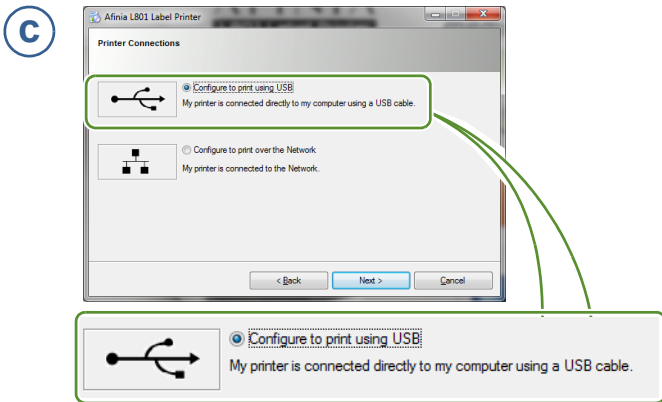 C
Afinia L801 Label Printer
Printer Connections
Configure to print using USB
My printer is connected directly to my computer using a USB cable.
Configure to print over the Network
My printer is connected to the Network.
< Back Next > Cancel
Configure to print using USB
My printer is connected directly to my computer using a USB cable.